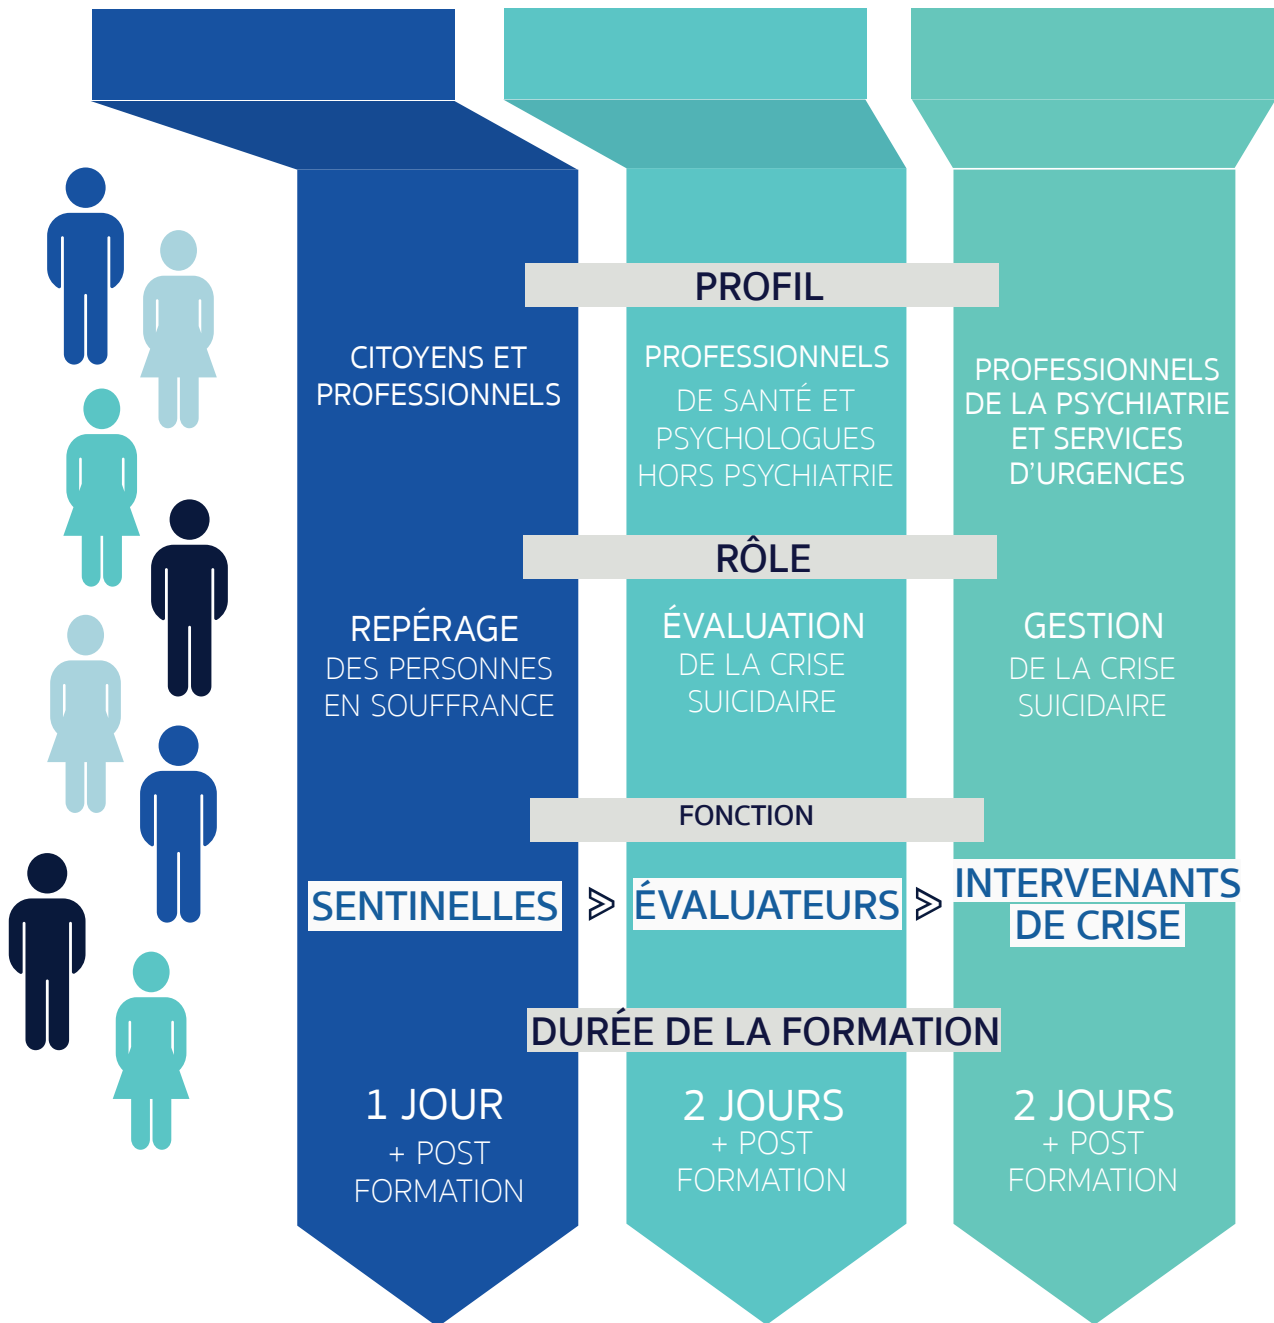 PROFIL
CITOYENS ET
PROFESSIONNELS
PROFESSIONNELS
DE SANTÉ ET
PSYCHOLOGUES
HORS PSYCHIATRIE
PROFESSIONNELS
DE LA PSYCHIATRIE
ET SERVICES
D’URGENCES
RÔLE
REPÉRAGE
DES PERSONNES
EN SOUFFRANCE
ÉVALUATION
DE LA CRISE
SUICIDAIRE
GESTION
DE LA CRISE
SUICIDAIRE
FONCTION
SENTINELLES
ÉVALUATEURS
INTERVENANTS
DE CRISE
DURÉE DE LA FORMATION
1 JOUR
+ POST
FORMATION
2 JOURS
+ POST
FORMATION
2 JOURS
+ POST
FORMATION